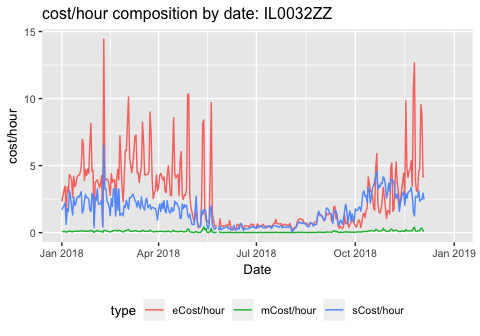 cost/hour composition by date: IL0032ZZ
cost/hour
15
10
5
0
Jan 2018 Apr 2018 Jul 2018 Oct 2018 Jan 2019
Date
type eCost/hour mCost/hour sCost/hour